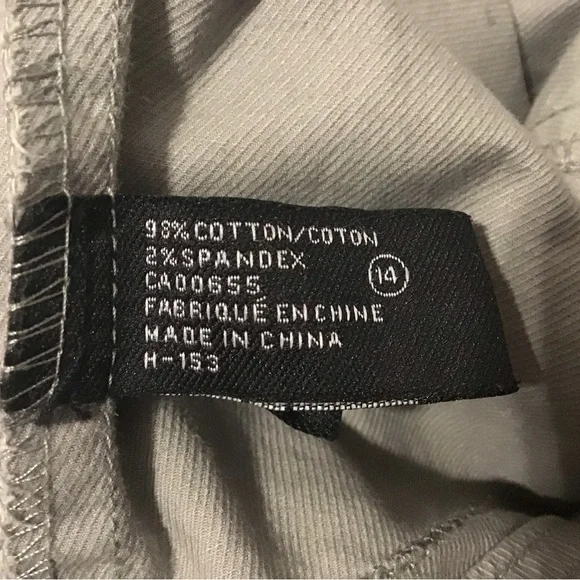 98% COTTON/COTON
2% SPANDEX
CA00655
FABRIQUÉ EN CHINE
MADE IN CHINA
H-153
14